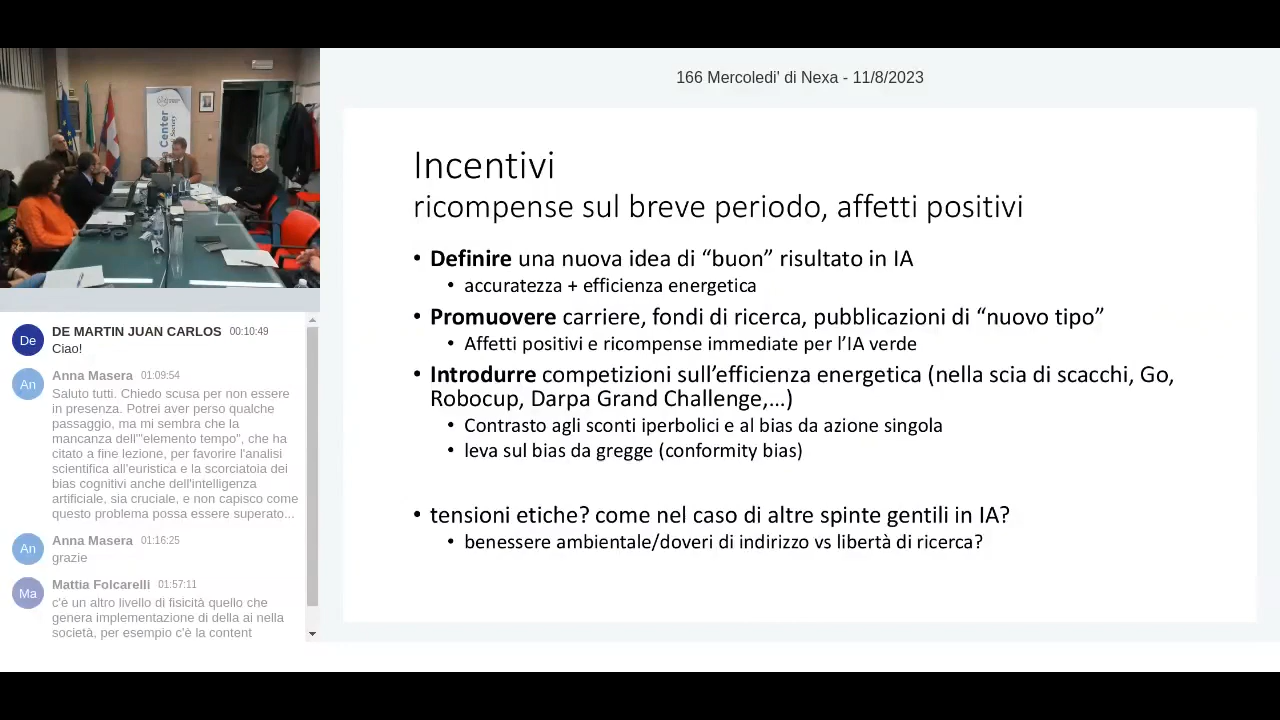 166 Mercoledi' di Nexa - 11/8/2023
Center
Society
Incentivi
ricompense sul breve periodo, affetti positivi
• Definire una nuova idea di “buon” risultato in IA
• accuratezza + efficienza energetica
• Promuovere carriere, fondi di ricerca, pubblicazioni di “nuovo tipo”
• Affetti positivi e ricompense immediate per l’IA verde
• Introdurre competizioni sull’efficienza energetica (nella scia di scacchi, Go,
Robocup, Darpa Grand Challenge,...)
• Contrasto agli sconti iperbolici e al bias da azione singola
• leva sul bias da gregge (conformity bias)
• tensioni etiche? come nel caso di altre spinte gentili in IA?
• benessere ambientale/doveri di indirizzo vs libertà di ricerca?
De
DE MARTIN JUAN CARLOS 00:10:49
Ciao!
An
Anna Masera 01:09:54
Saluto tutti. Chiedo scusa per non essere
in presenza. Potrei aver perso qualche
passaggio, ma mi sembra che la
mancanza dell'"elemento tempo", che ha
citato a fine lezione, per favorire l'analisi
scientifica all'euristica e la scorciatoia dei
bias cognitivi anche dell'intelligenza
artificiale, sia cruciale, e non capisco come
questo problema possa essere superato...
An
Anna Masera 01:16:25
grazie
Ma
Mattia Folcarelli 01:57:11
c'è un altro livello di fisicità quello che
genera implementazione di della ai nella
società, per esempio c'è la content